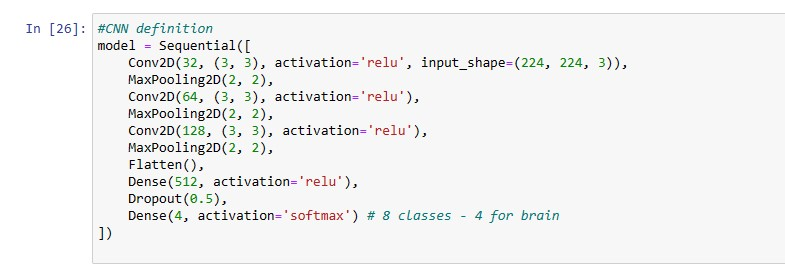 In [26]: #CNN definition
model = Sequential([
    Conv2D(32, (3, 3), activation='relu', input_shape=(224, 224, 3)),
    MaxPooling2D(2, 2),
    Conv2D(64, (3, 3), activation='relu'),
    MaxPooling2D(2, 2),
    Conv2D(128, (3, 3), activation='relu'),
    MaxPooling2D(2, 2),
    Flatten(),
    Dense(512, activation='relu'),
    Dropout(0.5),
    Dense(4, activation='softmax') # 8 classes - 4 for brain
])